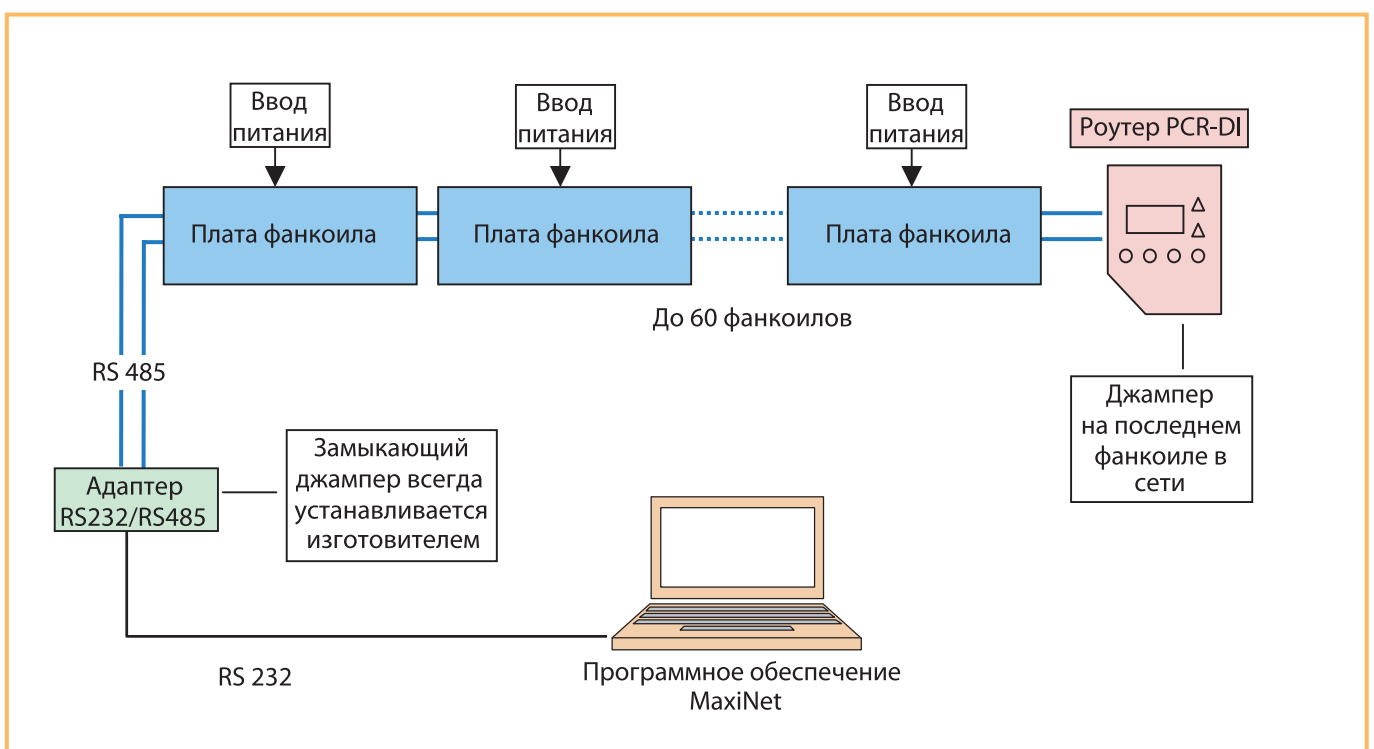 Ввод
питания
Ввод
питания
Ввод
питания
Роутер PCR-DI
Плата фанкоила
Плата фанкоила
Плата фанкоила
До 60 фанкоилов
RS 485
Джампер
на последнем
фанкоиле в
сети
Замыкающий
джампер всегда
устанавливается
изготовителем
Адаптер
RS232/RS485
RS 232
Программное обеспечение
MaxiNet